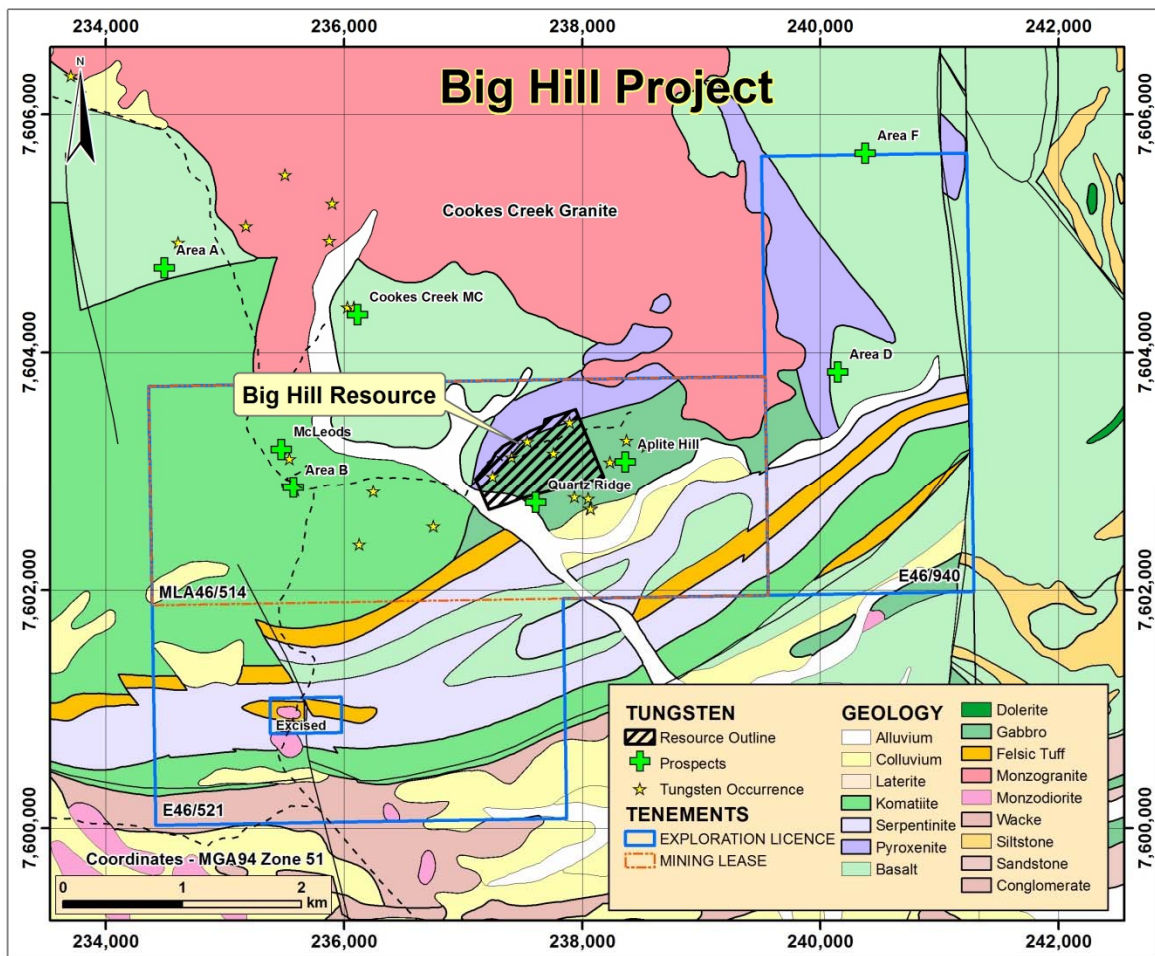 234,000
236,000
238,000
240,000
242,000
N
Big Hill Project
7,606,000
7,606,000
Area F
Cookes Creek Granite
Area A
Cookes Creek MC
7,604,000
7,604,000
Area D
Big Hill Resource
McLeods
Aplite Hill
Area B
Quartz Ridge
7,602,000
7,602,000
MLA46/514
E46/940
Excised
E46/521
7,600,000
7,600,000
Coordinates - MGA94 Zone 51
0
1
2
km
TUNGSTEN
Resource Outline
Prospects
Tungsten Occurrence
TENEMENTS
EXPLORATION LICENCE
MINING LEASE
GEOLOGY
Alluvium
Colluvium
Laterite
Komatiite
Serpentinite
Pyroxenite
Basalt
Dolerite
Gabbro
Felsic Tuff
Monzogranite
Monzodiorite
Wacke
Siltstone
Sandstone
Conglomerate
234,000
236,000
238,000
240,000
242,000